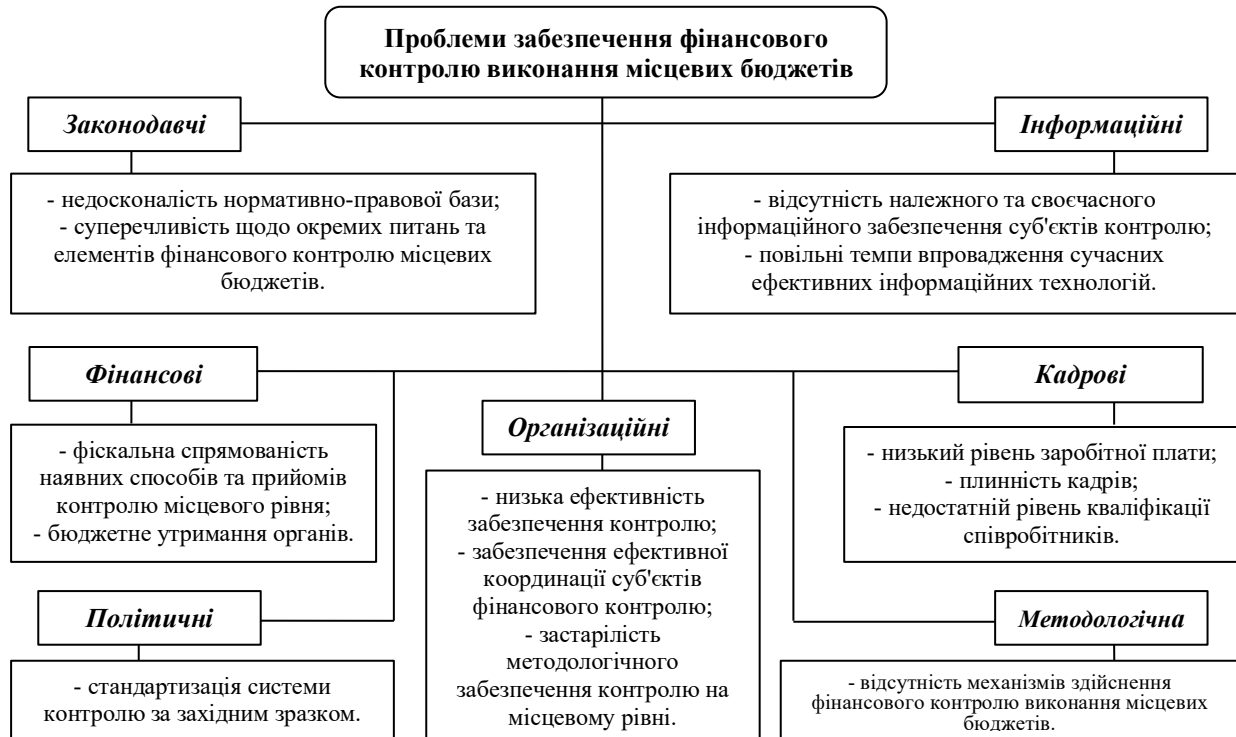 Проблеми забезпечення фінансового
контролю виконання місцевих бюджетів
Законодавчі
- недосконалість нормативно-правової бази;
- суперечливість щодо окремих питань та
елементів фінансового контролю місцевих
бюджетів.
Інформаційні
- відсутність належного та своєчасного
інформаційного забезпечення суб'єктів контролю;
- повільні темпи впровадження сучасних
ефективних інформаційних технологій.
Фінансові
- фіскальна спрямованість
наявних способів та прийомів
контролю місцевого рівня;
- бюджетне утримання органів.
Організаційні
- низька ефективність
забезпечення контролю;
- забезпечення ефективної
координації суб'єктів
фінансового контролю;
- застарілість
методологічного
забезпечення контролю на
місцевому рівні.
Кадрові
- низький рівень заробітної плати;
- плинність кадрів;
- недостатній рівень кваліфікації
співробітників.
Політичні
- стандартизація системи
контролю за західним зразком.
Методологічна
- відсутність механізмів здійснення
фінансового контролю виконання місцевих
бюджетів.